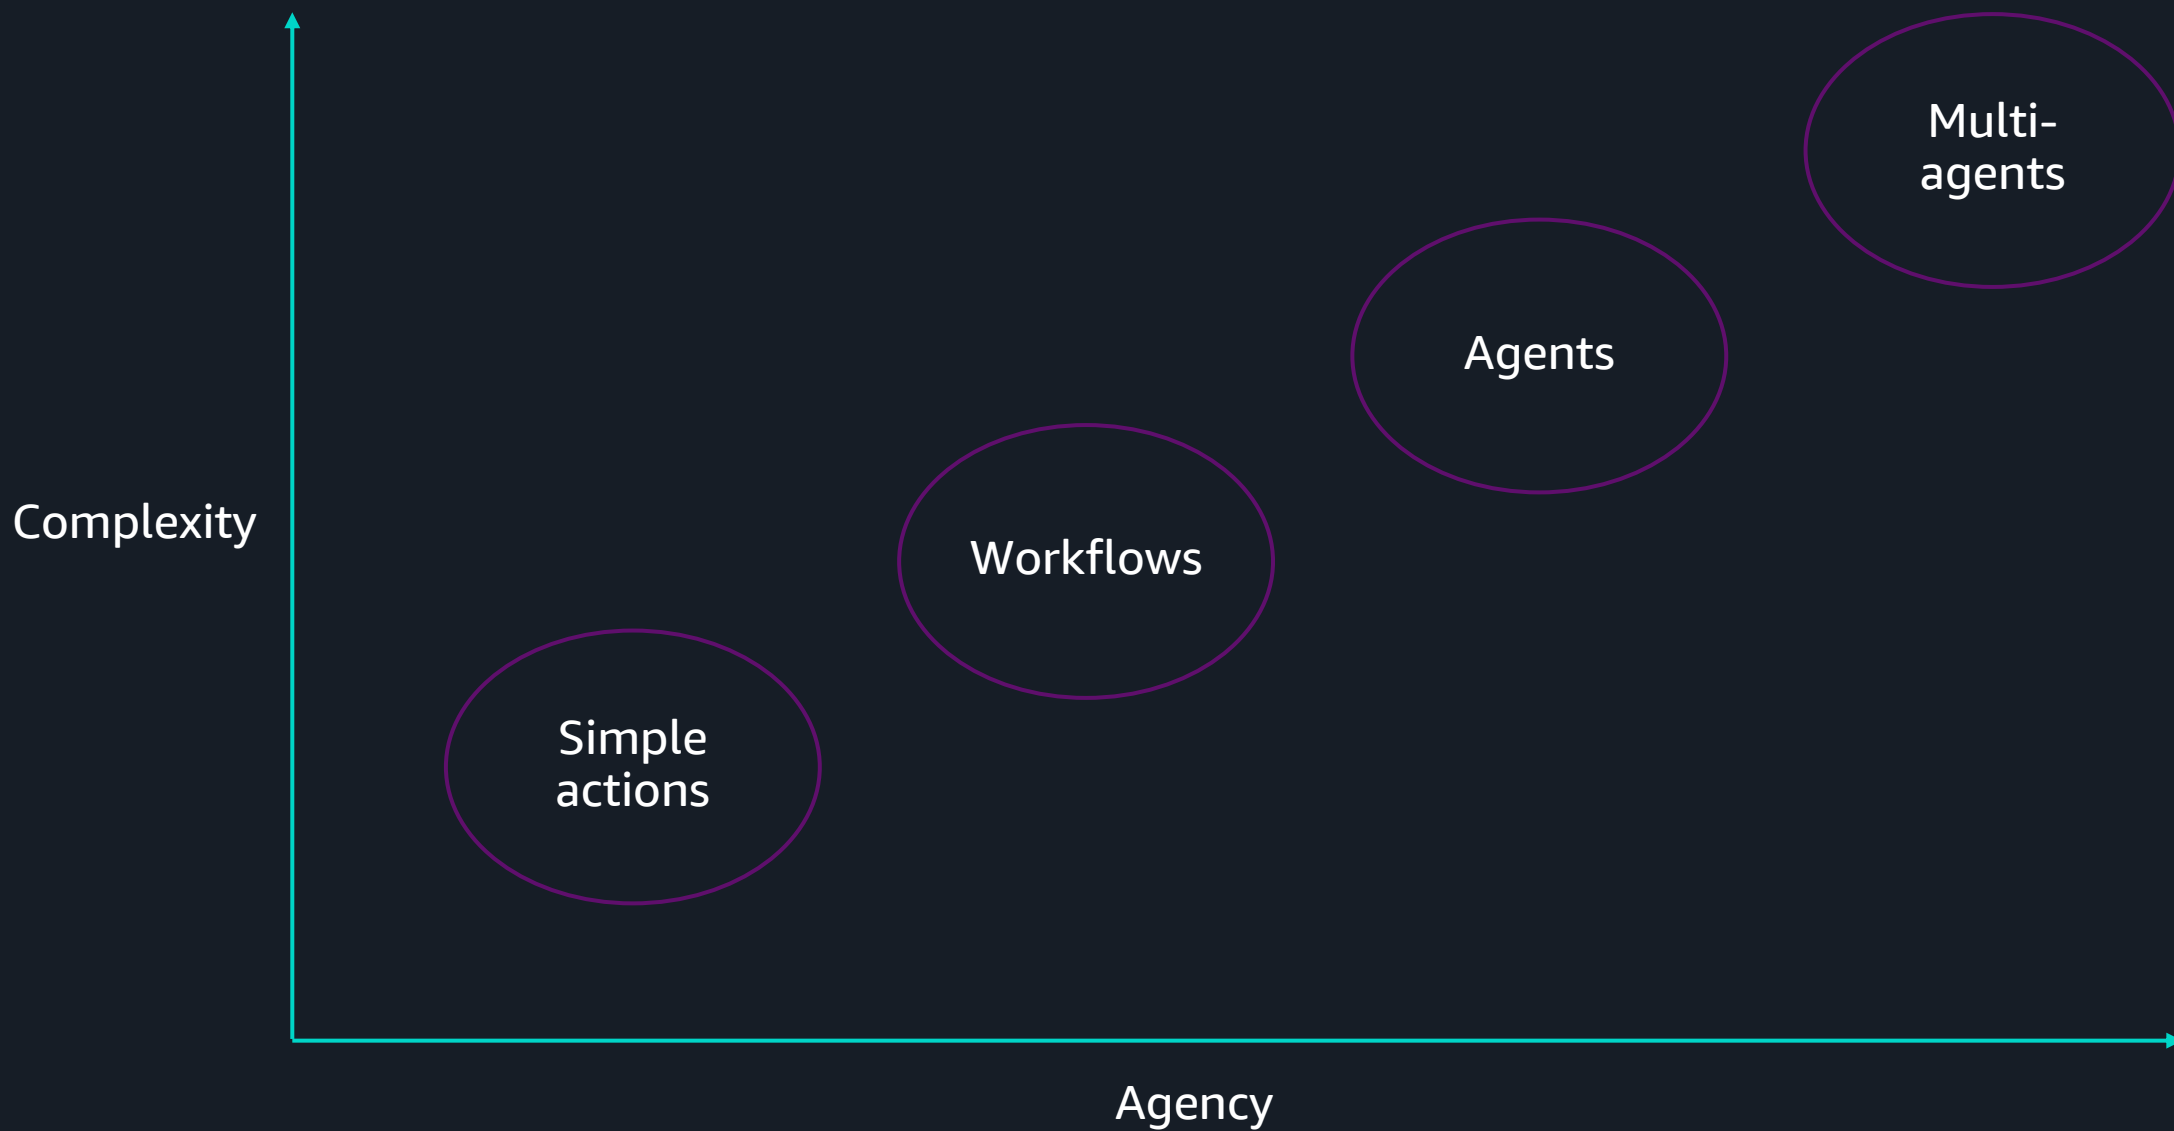 Multi-
agents
Agents
Complexity
Workflows
Simple
actions
Agency